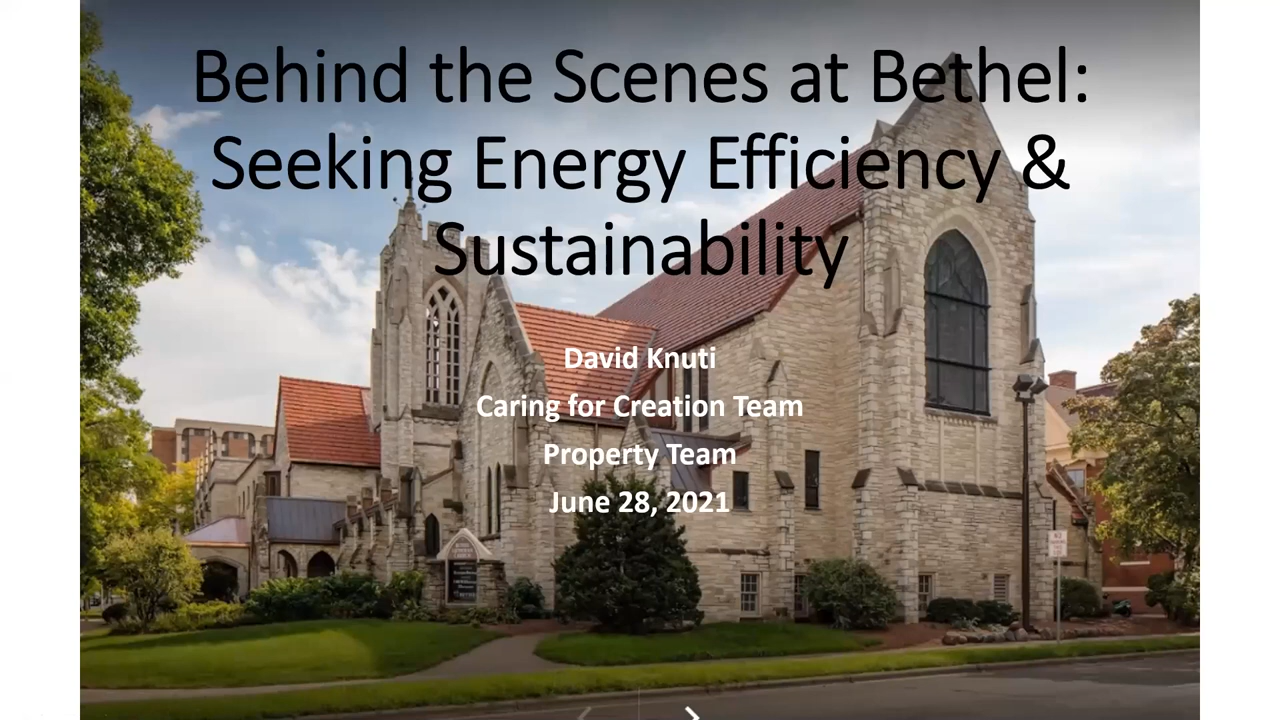 Behind the Scenes at Bethel:
Seeking Energy Efficiency &
Sustainability
David Knuti
Caring for Creation Team
Property Team
June 28, 2021